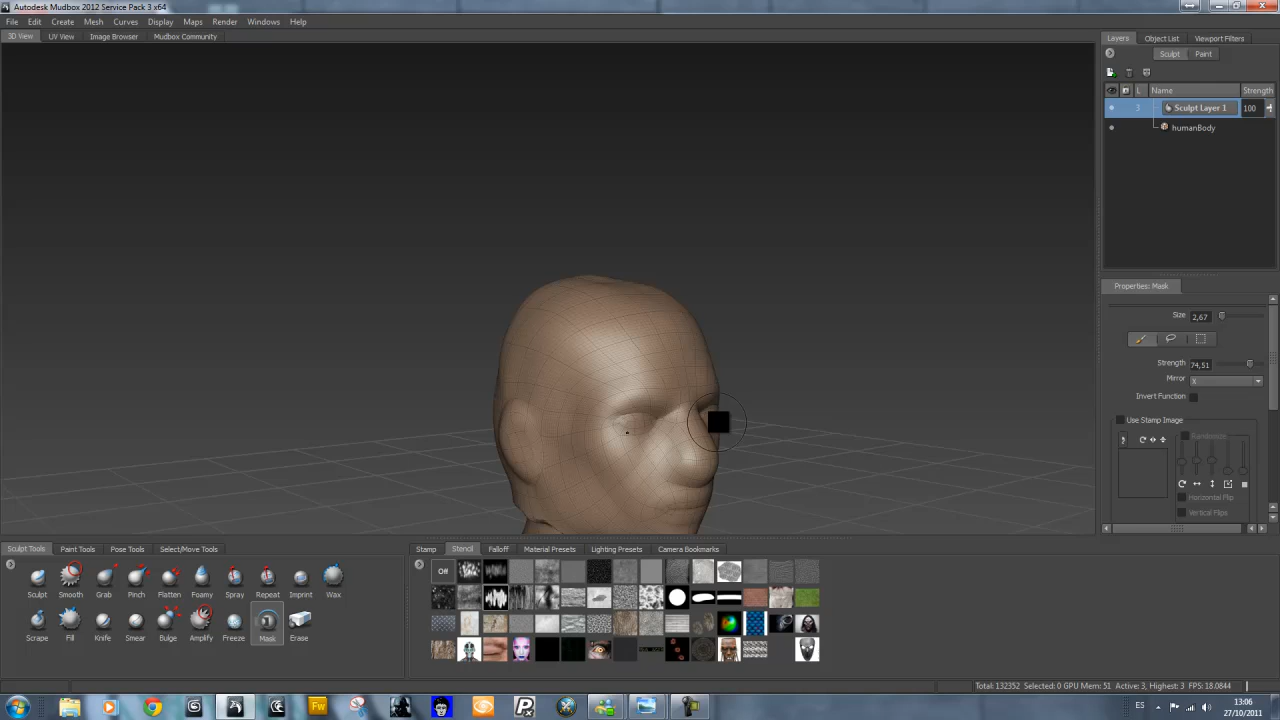 Autodesk Mudbox 2012 Service Pack 3 x64
File Edit Create Mesh Curves Display Maps Render Windows Help
3D View UV View Image Browser Mudbox Community
Layers Object List Viewport Filters
Sculpt Paint
L Name Strength
3 Sculpt Layer 1 100
humanBody
Properties: Mask
Size 2,67
Strength 74,51
Mirror X
Invert Function
Use Stamp Image
Randomize
Horizontal Flip
Vertical Flips
Sculpt Tools Paint Tools Pose Tools Select/Move Tools
Sculpt Smooth Grab Pinch Flatten Foamy Spray Repeat Imprint Wax
Scrape Fill Knife Smear Bulge Amplify Freeze Mask Erase
Stamp Stencil Falloff Material Presets Lighting Presets Camera Bookmarks
Off
Total: 132352 Selected: 0 GPU Mem: 51 Active: 3, Highest: 3 FPS: 18.0844
ES
13:06
27/10/2011